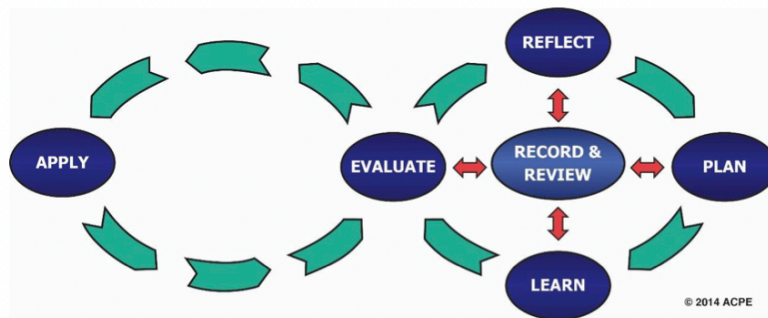 REFLECT
APPLY
EVALUATE
RECORD &
REVIEW
PLAN
LEARN
© 2014 ACPE